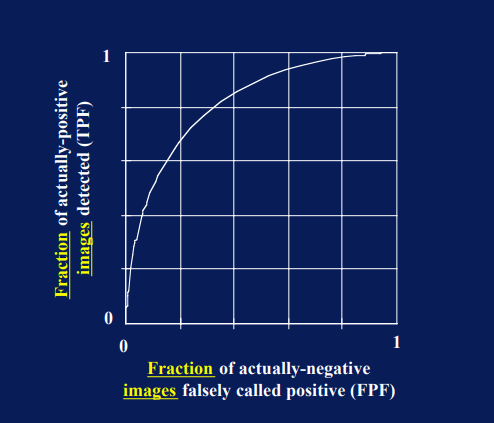 1
Fraction of actually-positive
images detected (TPF)
0
0
1
Fraction of actually-negative
images falsely called positive (FPF)